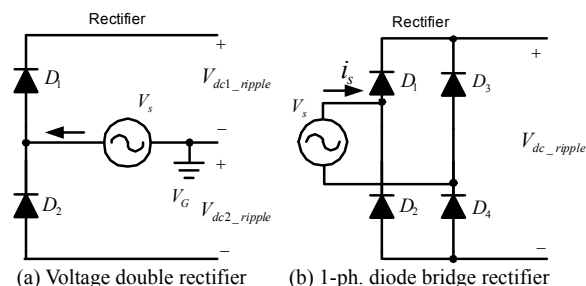 Rectifier
+
D1
Vdc1_ripple
Vs
−
+
VG
D2
Vdc2_ripple
−
(a) Voltage double rectifier
Rectifier
+
is
D1
D3
Vs
Vdc_ripple
D2
D4
−
(b) 1-ph. diode bridge rectifier